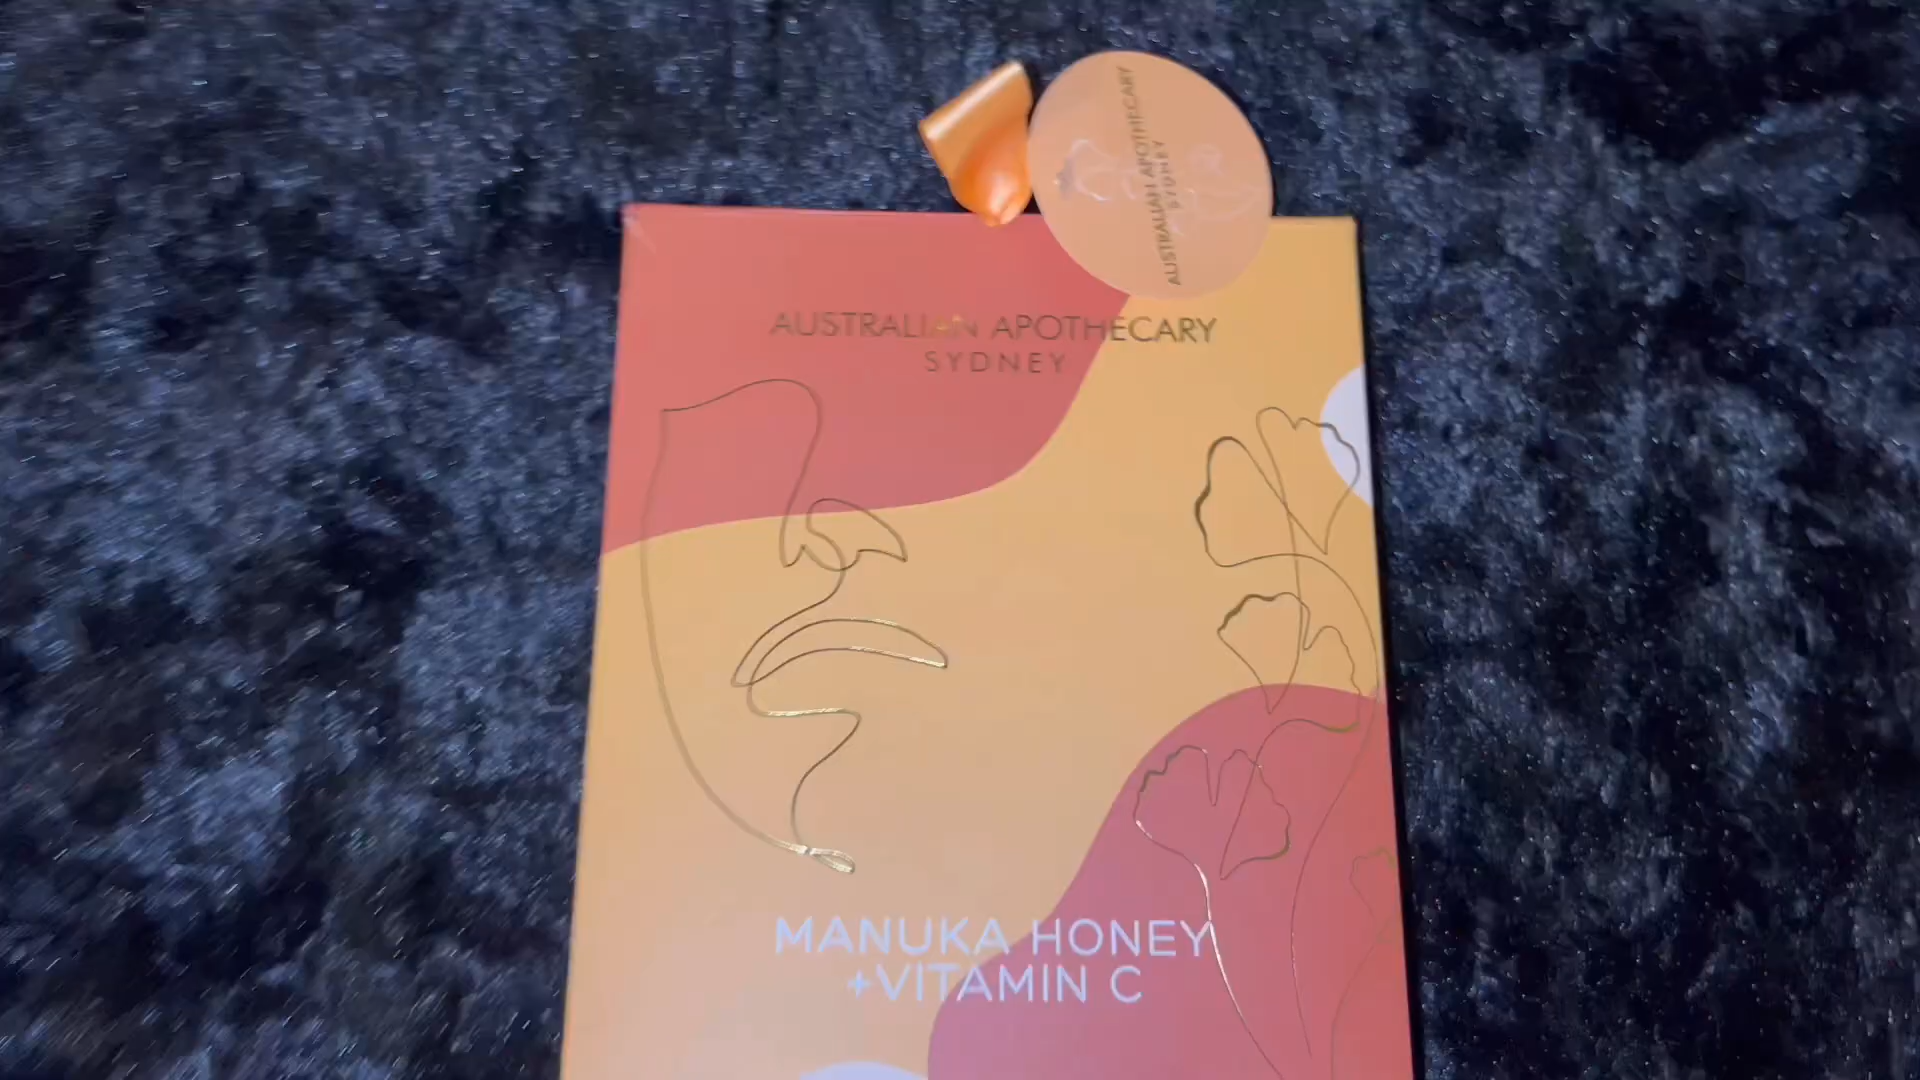 AUSTRALIAN APOTHECARY
SYDNEY
AUSTRALIAN APOTHECARY
SYDNEY
MANUKA HONEY
+VITAMIN C